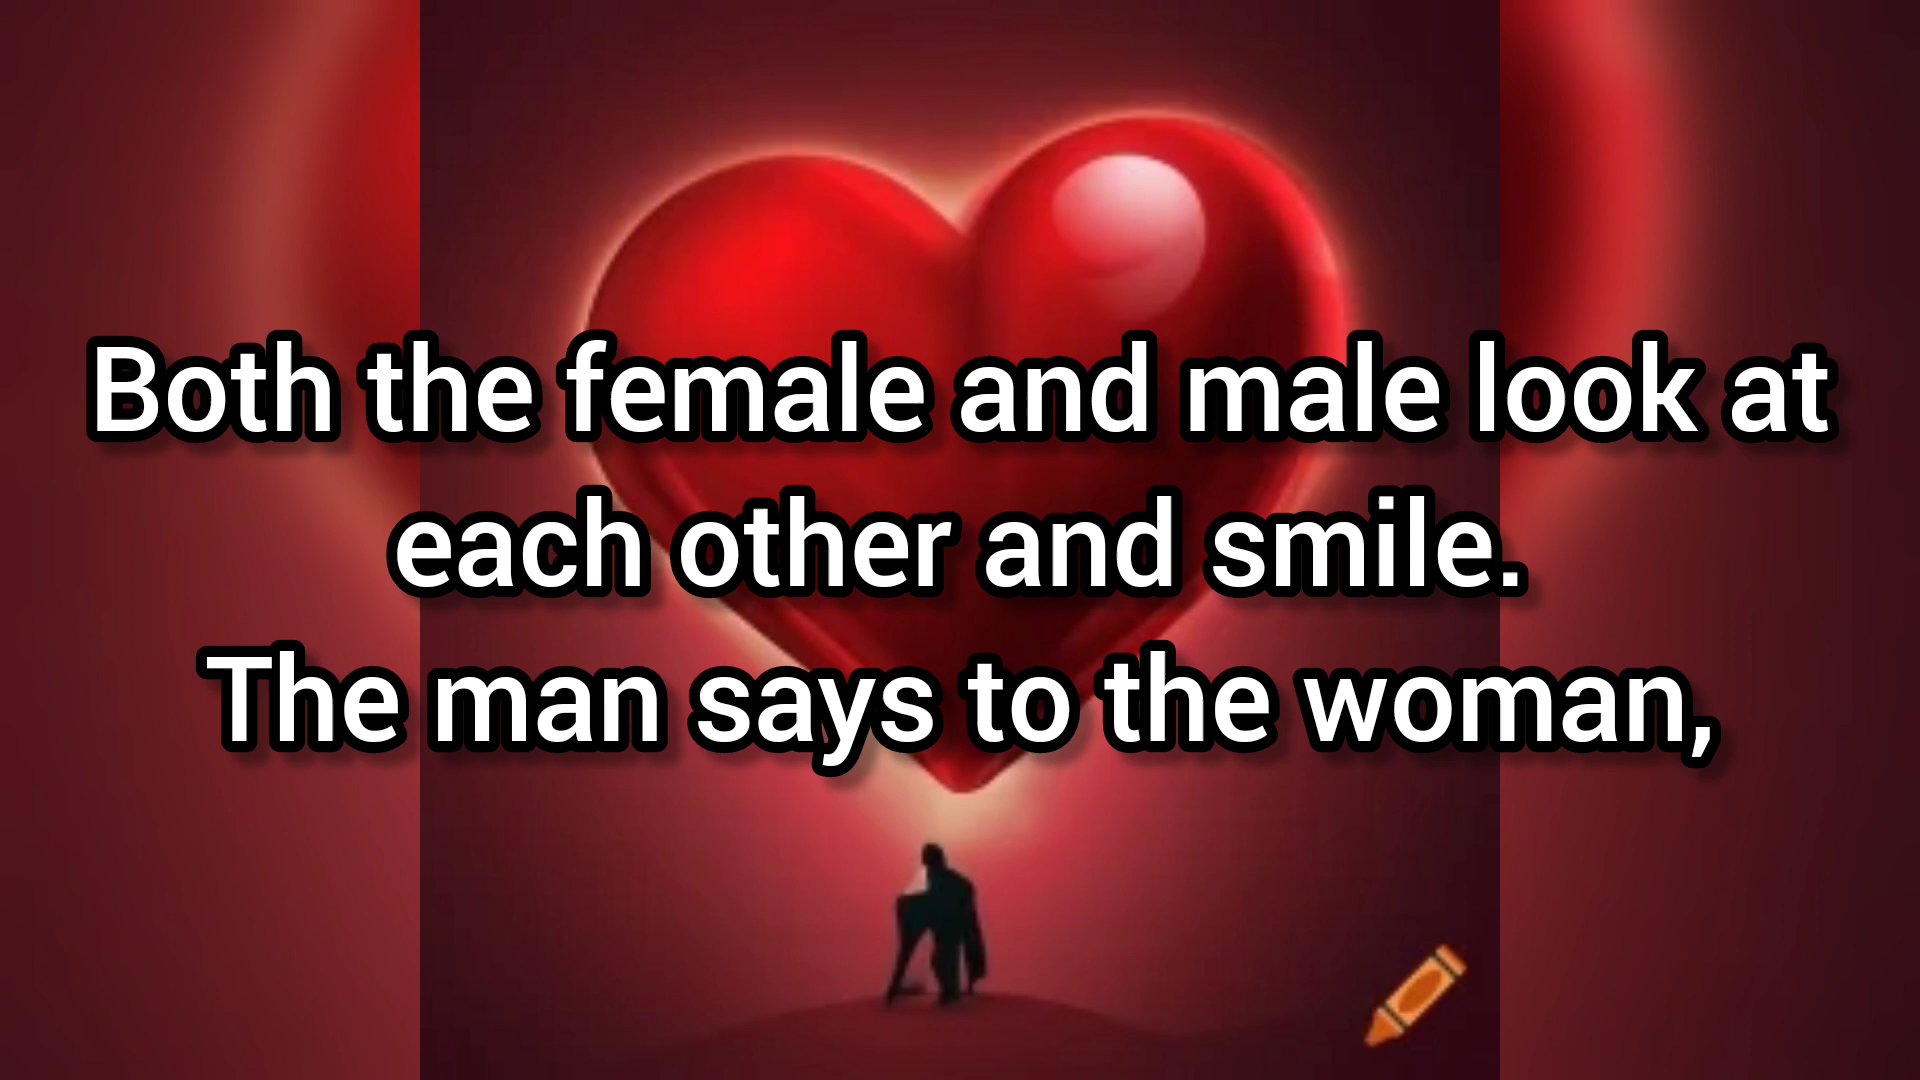 Both the female and male look at
each other and smile.
The man says to the woman,